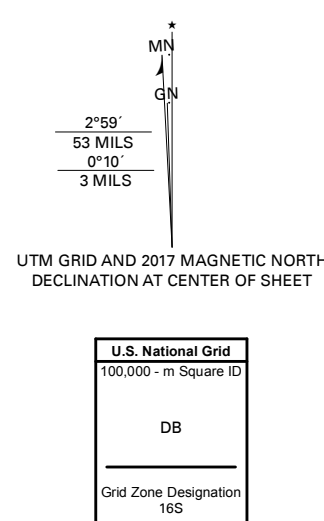 ★
MN
GN
2°59´
53 MILS
0°10´
3 MILS
UTM GRID AND 2017 MAGNETIC NORTH
DECLINATION AT CENTER OF SHEET
U.S. National Grid
100,000 - m Square ID
DB
Grid Zone Designation
16S